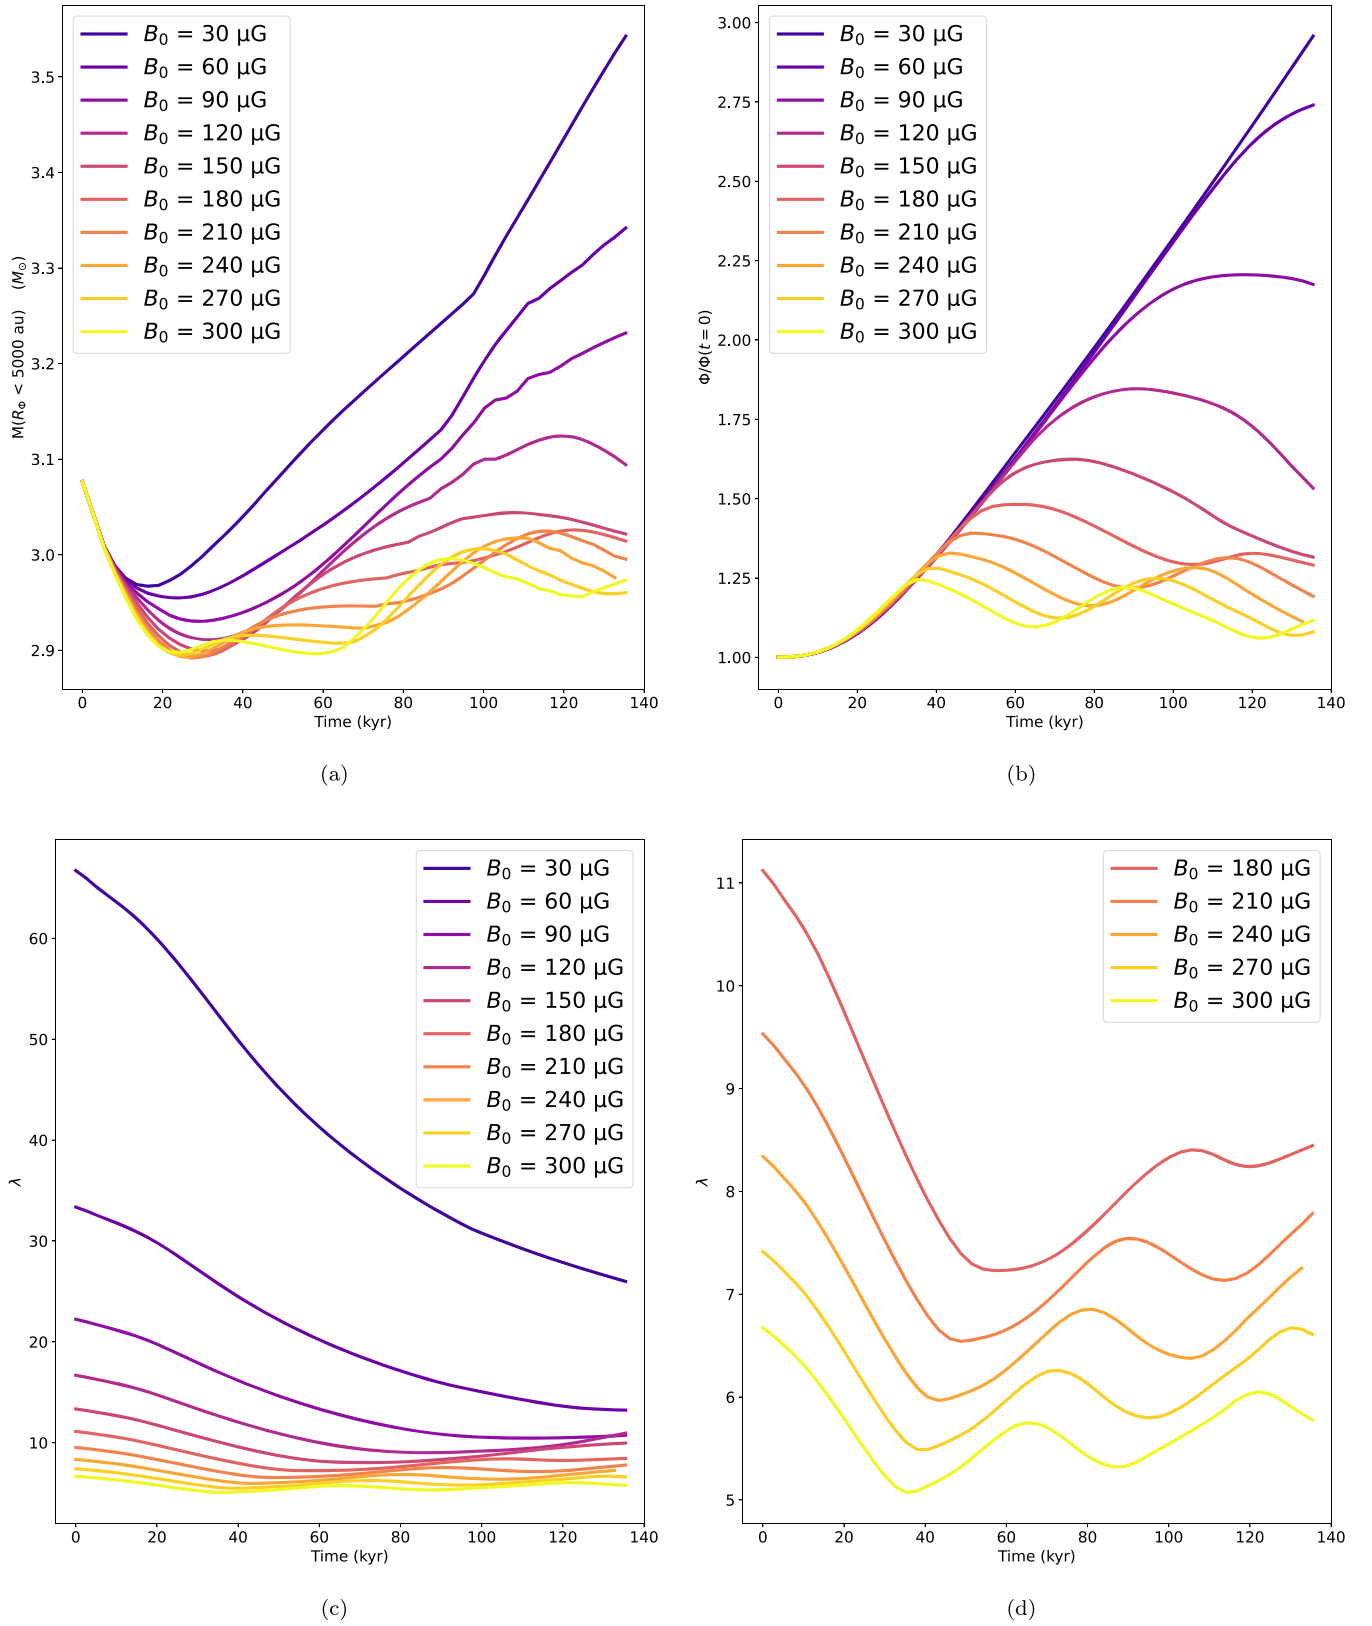 B₀ = 30 μG
B₀ = 60 μG
B₀ = 90 μG
B₀ = 120 μG
B₀ = 150 μG
B₀ = 180 μG
B₀ = 210 μG
B₀ = 240 μG
B₀ = 270 μG
B₀ = 300 μG
3.5
3.4
3.3
3.2
3.1
3.0
2.9
M(R_Φ < 5000 au) (M_⊙)
0 20 40 60 80 100 120 140
Time (kyr)
(a)
B₀ = 30 μG
B₀ = 60 μG
B₀ = 90 μG
B₀ = 120 μG
B₀ = 150 μG
B₀ = 180 μG
B₀ = 210 μG
B₀ = 240 μG
B₀ = 270 μG
B₀ = 300 μG
3.00
2.75
2.50
2.25
2.00
1.75
1.50
1.25
1.00
Φ/Φ(t = 0)
0 20 40 60 80 100 120 140
Time (kyr)
(b)
B₀ = 30 μG
B₀ = 60 μG
B₀ = 90 μG
B₀ = 120 μG
B₀ = 150 μG
B₀ = 180 μG
B₀ = 210 μG
B₀ = 240 μG
B₀ = 270 μG
B₀ = 300 μG
60
50
40
30
20
10
λ
0 20 40 60 80 100 120 140
Time (kyr)
(c)
B₀ = 180 μG
B₀ = 210 μG
B₀ = 240 μG
B₀ = 270 μG
B₀ = 300 μG
11
10
9
8
7
6
5
λ
0 20 40 60 80 100 120 140
Time (kyr)
(d)